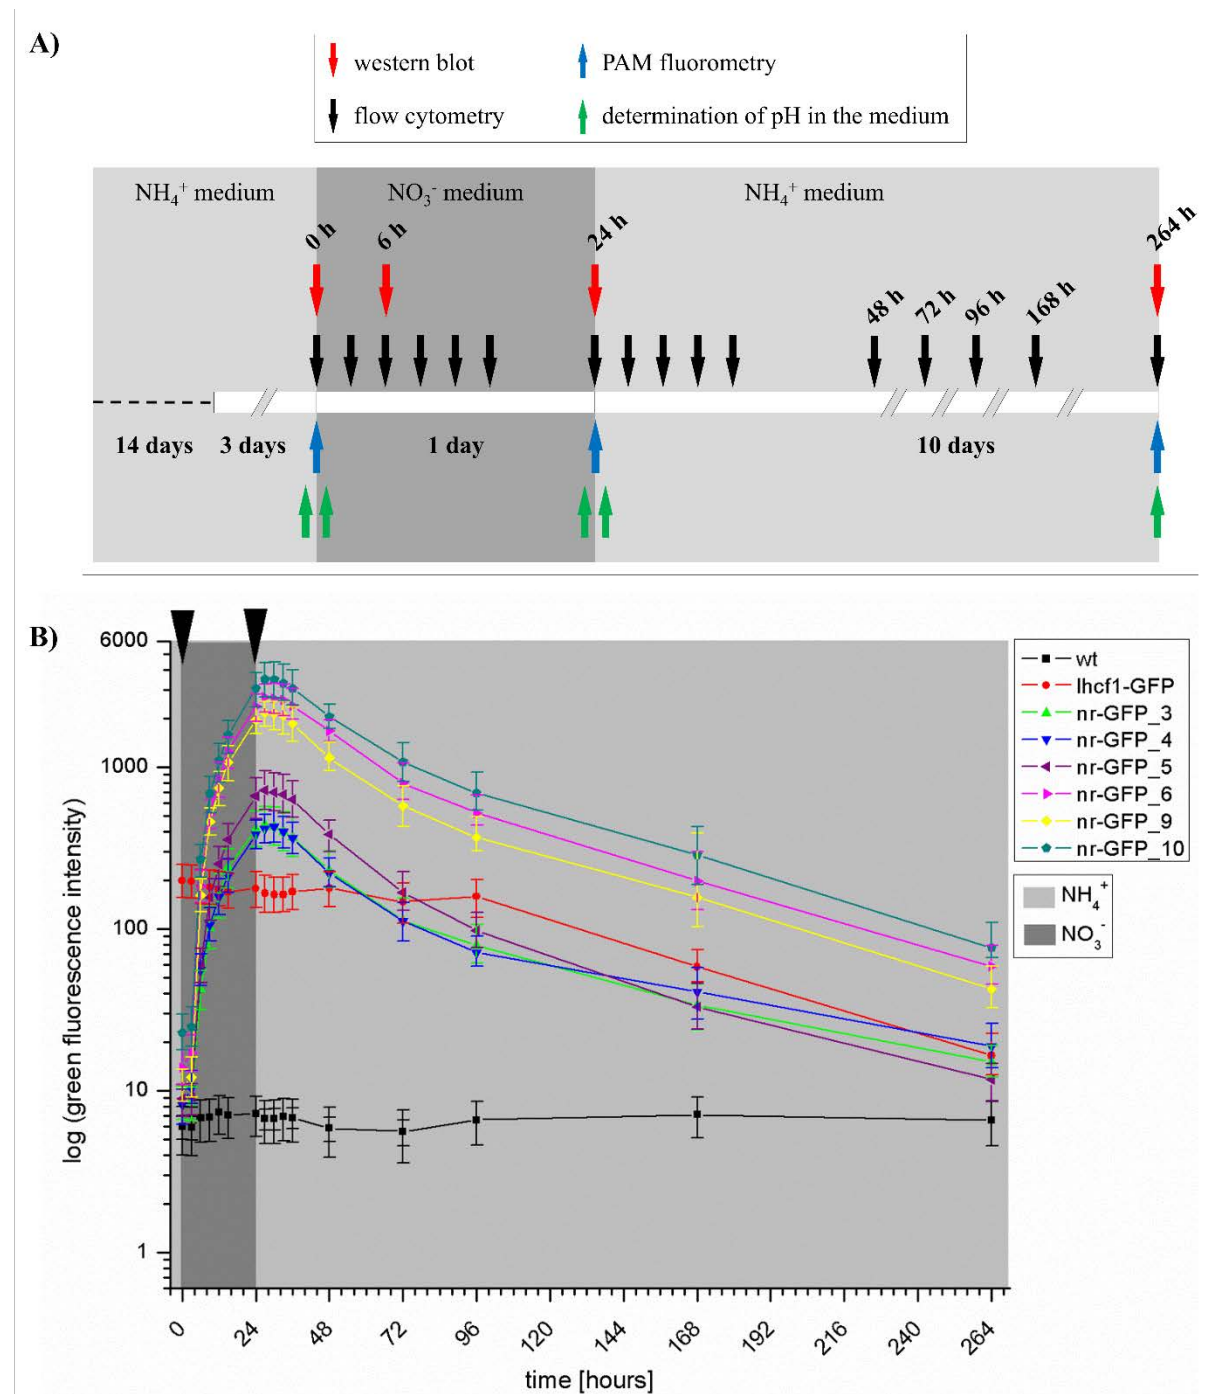 A)
western blot
PAM fluorometry
flow cytometry
determination of pH in the medium
NH₄⁺ medium
NO₃⁻ medium
NH₄⁺ medium
0 h
6 h
24 h
48 h
72 h
96 h
168 h
264 h
14 days
3 days
1 day
10 days
B)
log (green fluorescence intensity)
6000
1000
100
10
1
0
24
48
72
96
120
144
168
192
216
240
264
time [hours]
wt
lhcf1-GFP
nr-GFP_3
nr-GFP_4
nr-GFP_5
nr-GFP_6
nr-GFP_9
nr-GFP_10
NH₄⁺
NO₃⁻